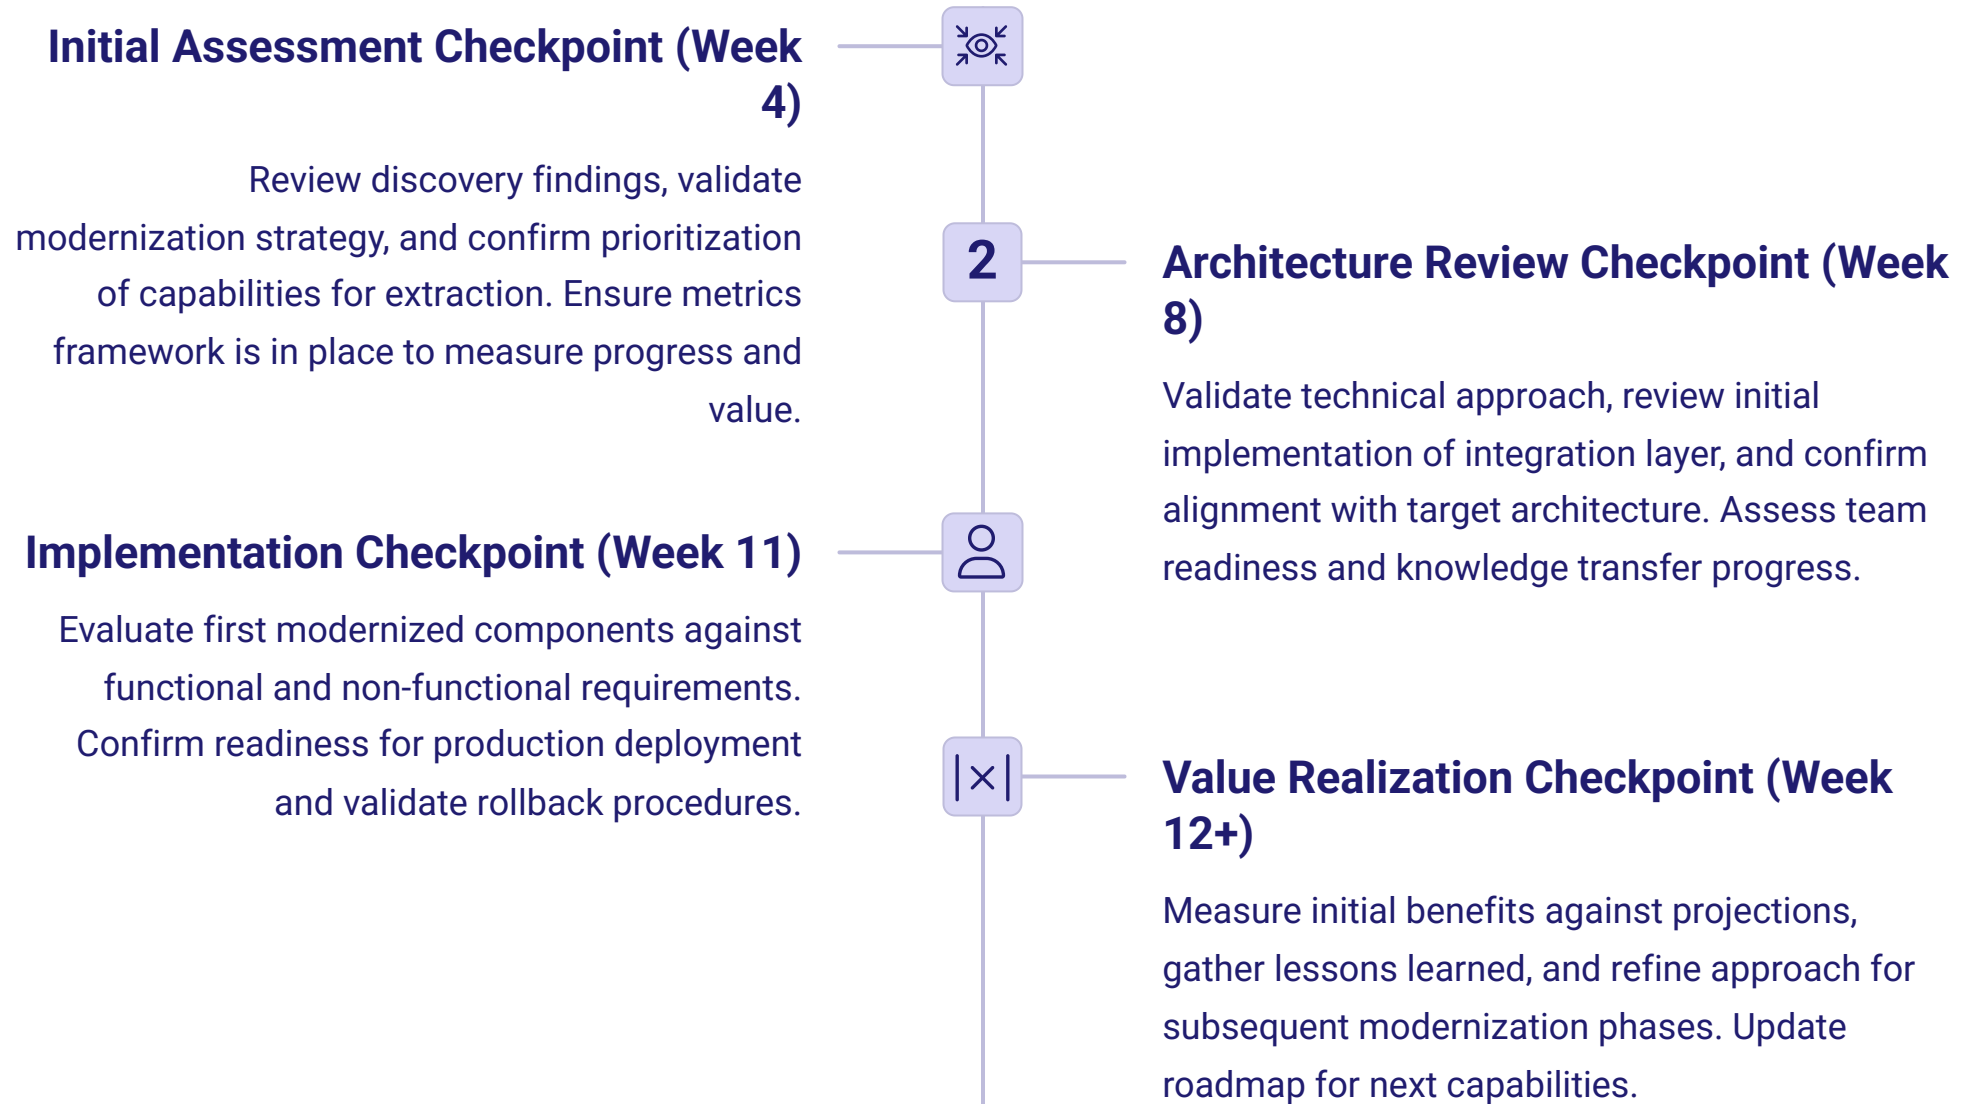 Initial Assessment Checkpoint (Week
4)
Review discovery findings, validate
modernization strategy, and confirm prioritization
of capabilities for extraction. Ensure metrics
framework is in place to measure progress and
value.
2
Architecture Review Checkpoint (Week
8)
Validate technical approach, review initial
implementation of integration layer, and confirm
alignment with target architecture. Assess team
readiness and knowledge transfer progress.
Implementation Checkpoint (Week 11)
Evaluate first modernized components against
functional and non-functional requirements.
Confirm readiness for production deployment
and validate rollback procedures.
Value Realization Checkpoint (Week
12+)
Measure initial benefits against projections,
gather lessons learned, and refine approach for
subsequent modernization phases. Update
roadmap for next capabilities.